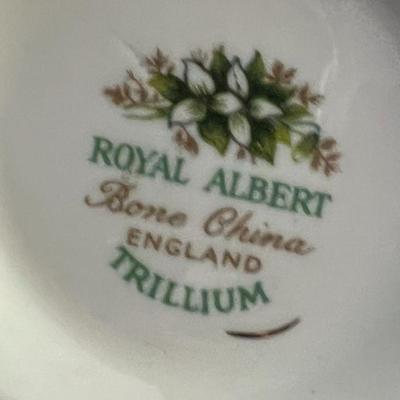 ROYAL ALBERT
Bone China
ENGLAND
TRILLIUM